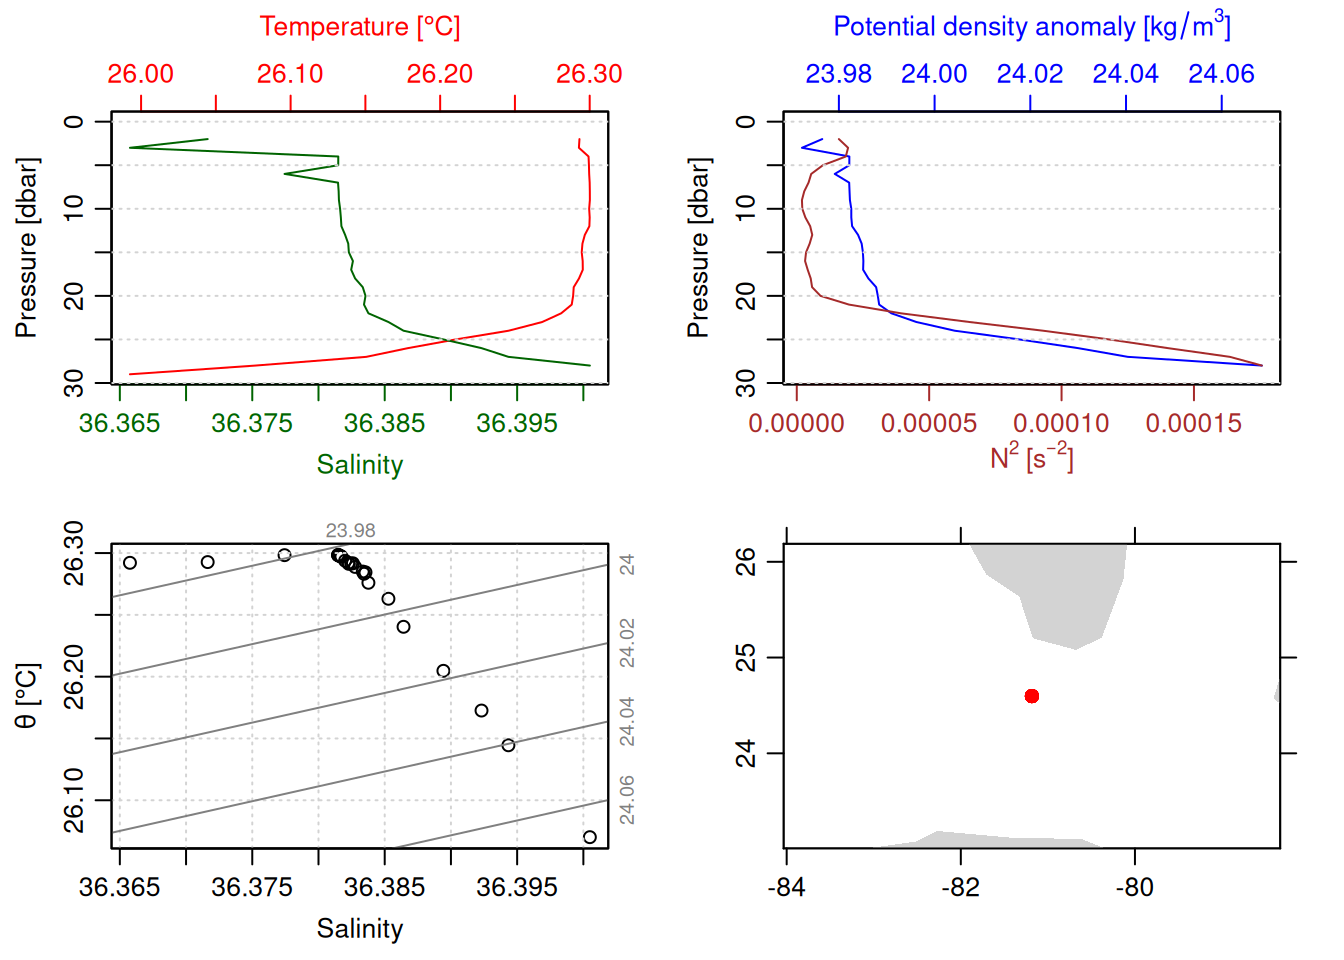 Temperature [°C]
26.00 26.10 26.20 26.30
0
10
20
30
Pressure [dbar]
36.365 36.375 36.385 36.395
Salinity
Potential density anomaly [kg/m³]
23.98 24.00 24.02 24.04 24.06
0
10
20
30
Pressure [dbar]
0.00000 0.00005 0.00010 0.00015
N² [s⁻²]
23.98
24
24.02
24.04
24.06
26.30
26.20
26.10
θ [°C]
36.365 36.375 36.385 36.395
Salinity
26
25
24
-84 -82 -80